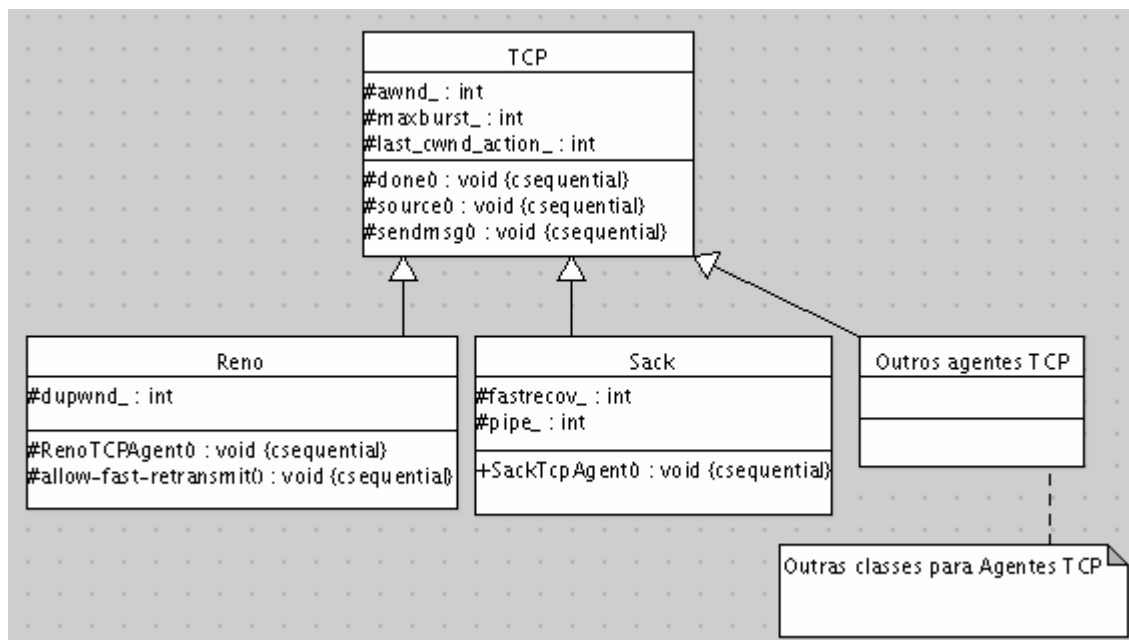 TCP
#awnd_ : int
#maxburst_ : int
#last_cwnd_action_ : int
#done() : void {csequential}
#source() : void {csequential}
#sendmsg() : void {csequential}
Reno
#dupwnd_ : int
#RenoTCPAgent() : void {csequential}
#allow-fast-retransmit() : void {csequential}
Sack
#fastrecov_ : int
#pipe_ : int
+SackTcpAgent() : void {csequential}
Outros agentes TCP
Outras classes para Agentes TCP